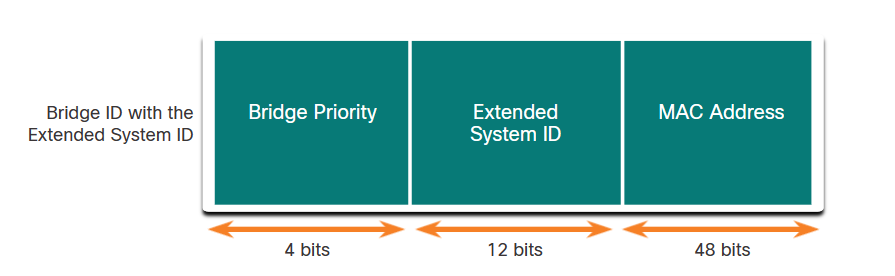 Bridge ID with the
Extended System ID
Bridge Priority
Extended
System ID
MAC Address
4 bits
12 bits
48 bits